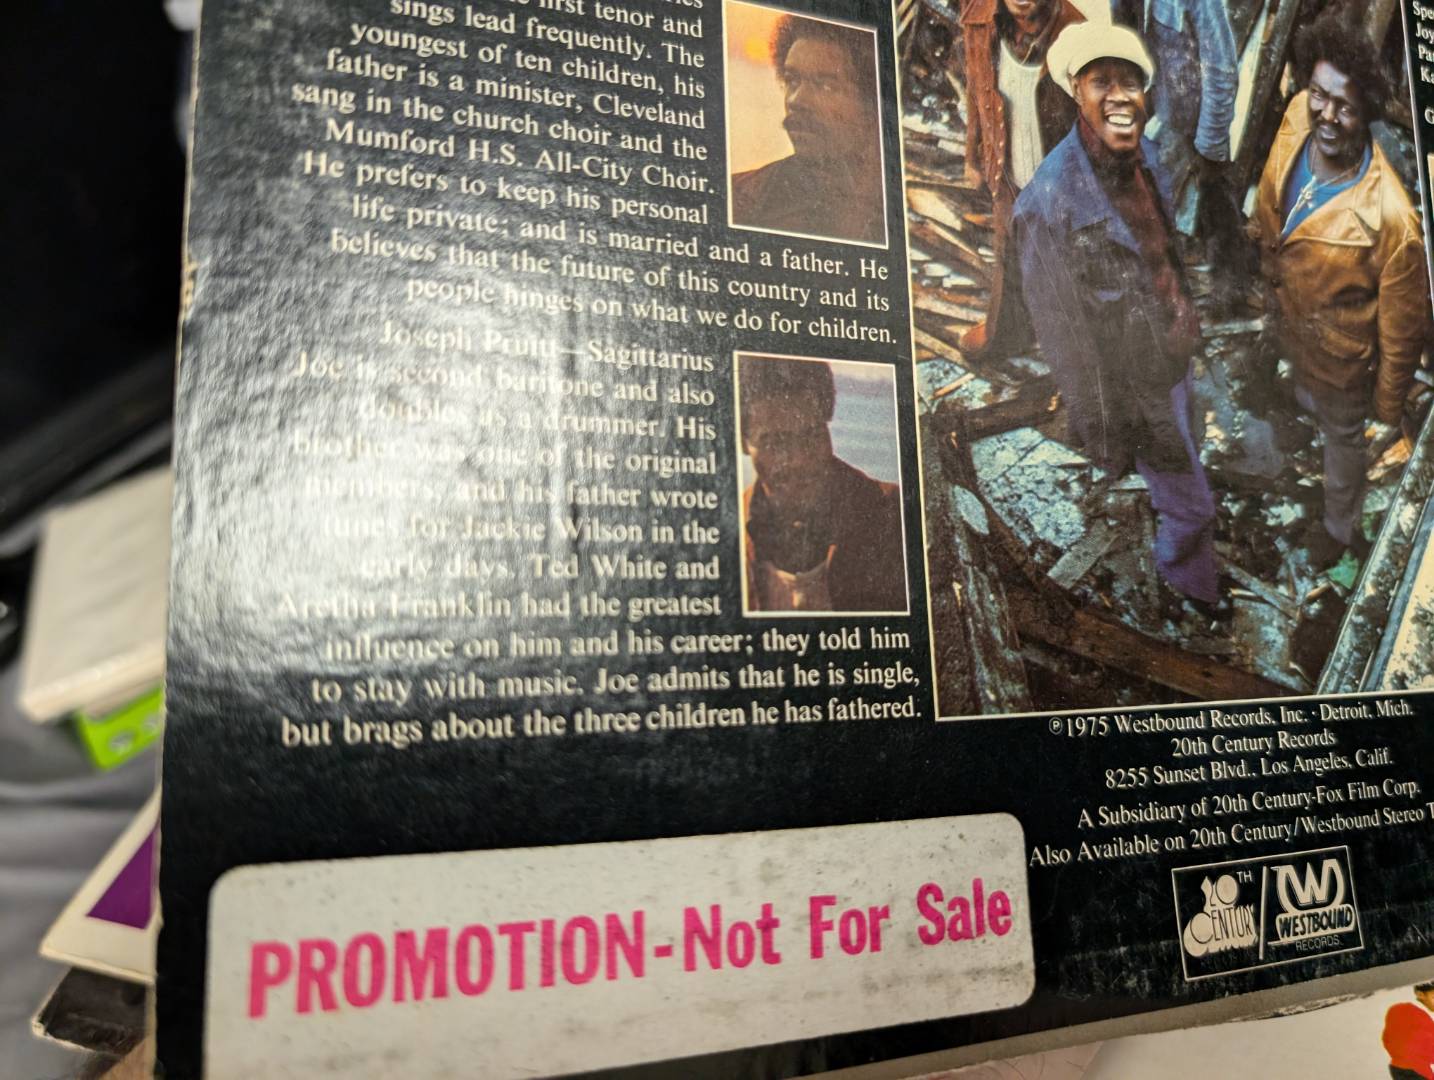 first tenor and
sings lead frequently. The
youngest of ten children, his
father is a minister, Cleveland
sang in the church choir and the
Mumford H.S. All-City Choir.
He prefers to keep his personal
life private; and is married and a father. He
believes that the future of this country and its
people hinges on what we do for children.
Joseph Pruitt—Sagittarius
Joe is second baritone and also
doubles as a drummer. His
brother was one of the original
members, and his father wrote
tunes for Jackie Wilson in the
early days. Ted White and
Aretha Franklin had the greatest
influence on him and his career; they told him
to stay with music. Joe admits that he is single,
but brags about the three children he has fathered.
℗1975 Westbound Records, Inc. · Detroit, Mich.
20th Century Records
8255 Sunset Blvd., Los Angeles, Calif.
A Subsidiary of 20th Century-Fox Film Corp.
Also Available on 20th Century/Westbound Stereo
20TH CENTURY / W WESTBOUND RECORDS
PROMOTION-Not For Sale